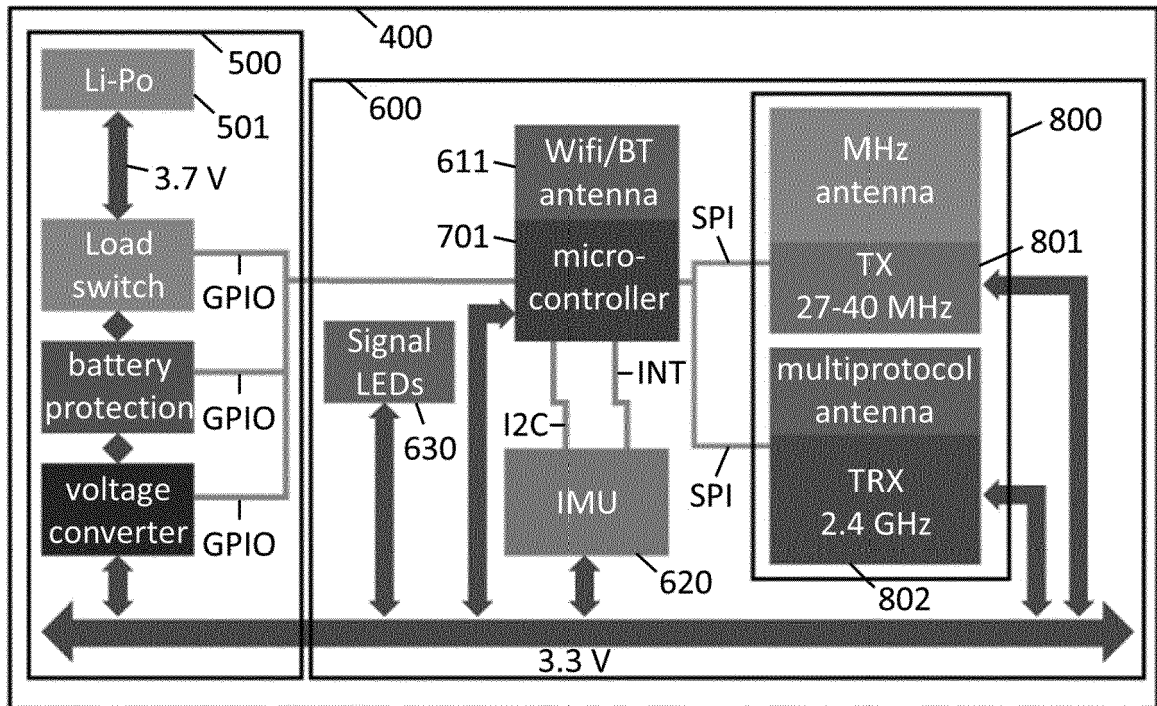 400
500
Li-Po
501
600
3.7 V
Load
switch
GPIO
battery
protection
GPIO
voltage
converter
GPIO
Wifi/BT
antenna
611
701
micro-
controller
Signal
LEDs
630
I2C
INT
IMU
620
SPI
SPI
800
MHz
antenna
801
TX
27-40 MHz
multiprotocol
antenna
TRX
2.4 GHz
802
3.3 V